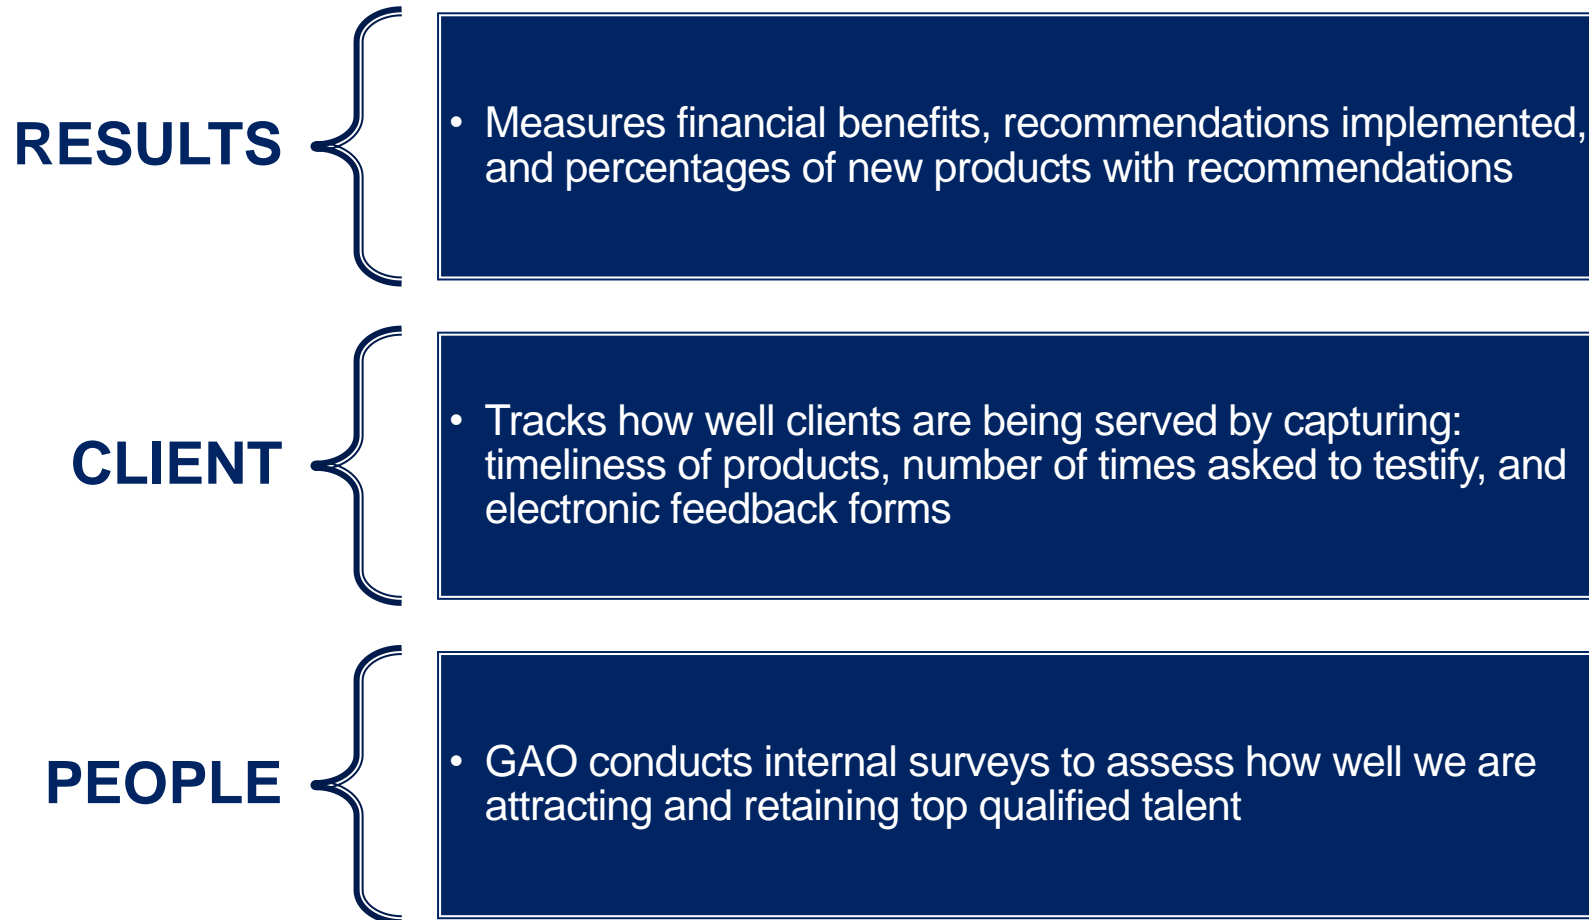 RESULTS
• Measures financial benefits, recommendations implemented,
and percentages of new products with recommendations
CLIENT
• Tracks how well clients are being served by capturing:
timeliness of products, number of times asked to testify, and
electronic feedback forms
PEOPLE
• GAO conducts internal surveys to assess how well we are
attracting and retaining top qualified talent